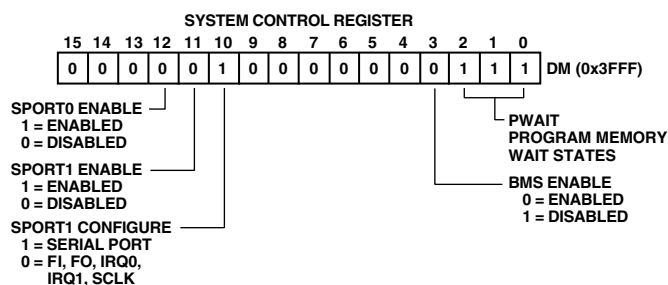 SYSTEM CONTROL REGISTER
15 14 13 12 11 10 9 8 7 6 5 4 3 2 1 0
0 0 0 0 0 1 0 0 0 0 0 0 0 1 1 1 DM (0x3FFF)
SPORT0 ENABLE
1 = ENABLED
0 = DISABLED
SPORT1 ENABLE
1 = ENABLED
0 = DISABLED
SPORT1 CONFIGURE
1 = SERIAL PORT
0 = FI, FO, IRQ0,
IRQ1, SCLK
PWAIT
PROGRAM MEMORY
WAIT STATES
BMS ENABLE
0 = ENABLED
1 = DISABLED